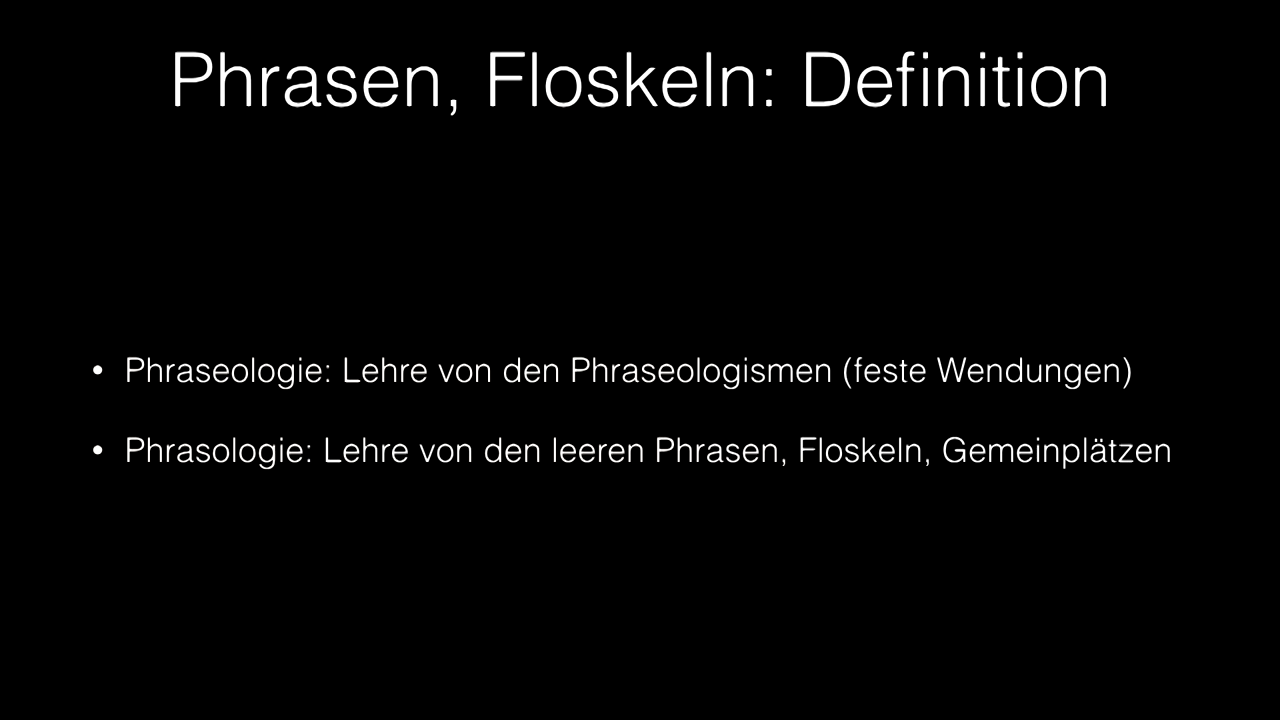 Phrasen, Floskeln: Definition
• Phraseologie: Lehre von den Phraseologismen (feste Wendungen)
• Phrasologie: Lehre von den leeren Phrasen, Floskeln, Gemeinplätzen